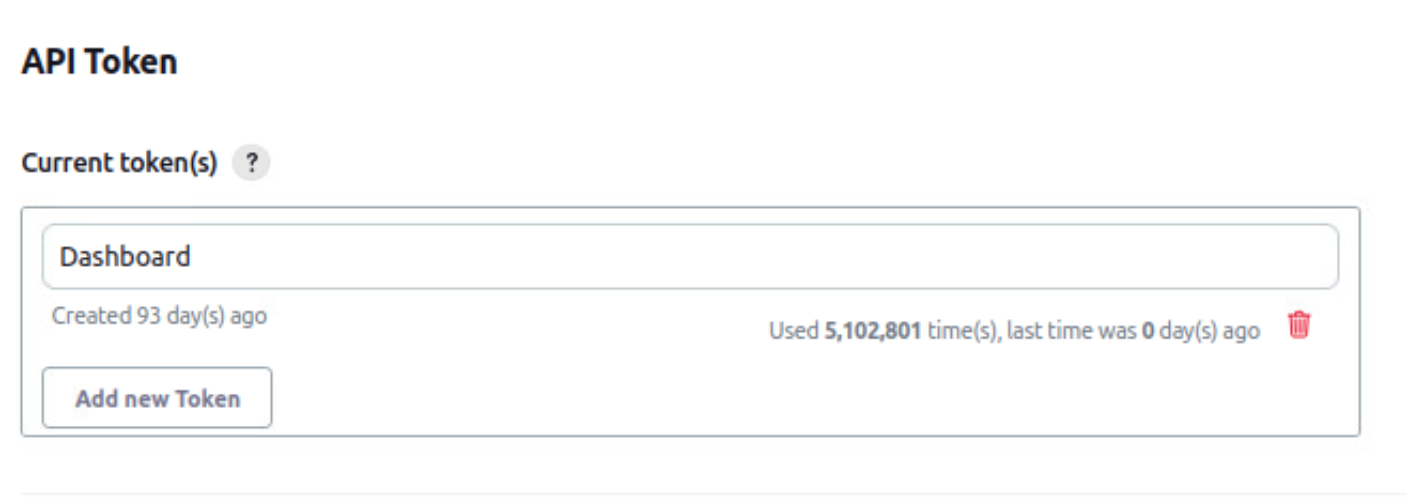 API Token
Current token(s) ?
Dashboard
Created 93 day(s) ago
Used 5,102,801 time(s), last time was 0 day(s) ago
Add new Token